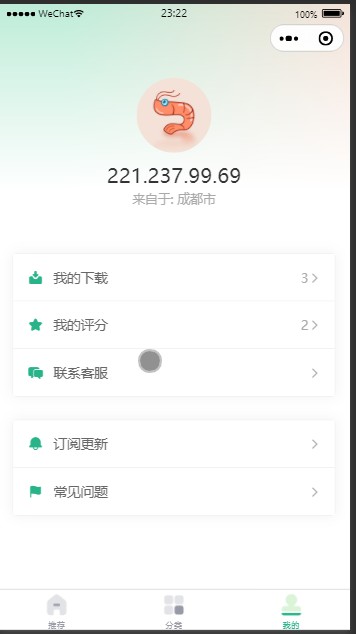 WeChat 23:22 100%
221.237.99.69
来自于: 成都市
我的下载 3
我的评分 2
联系客服
订阅更新
常见问题
推荐 分类 我的